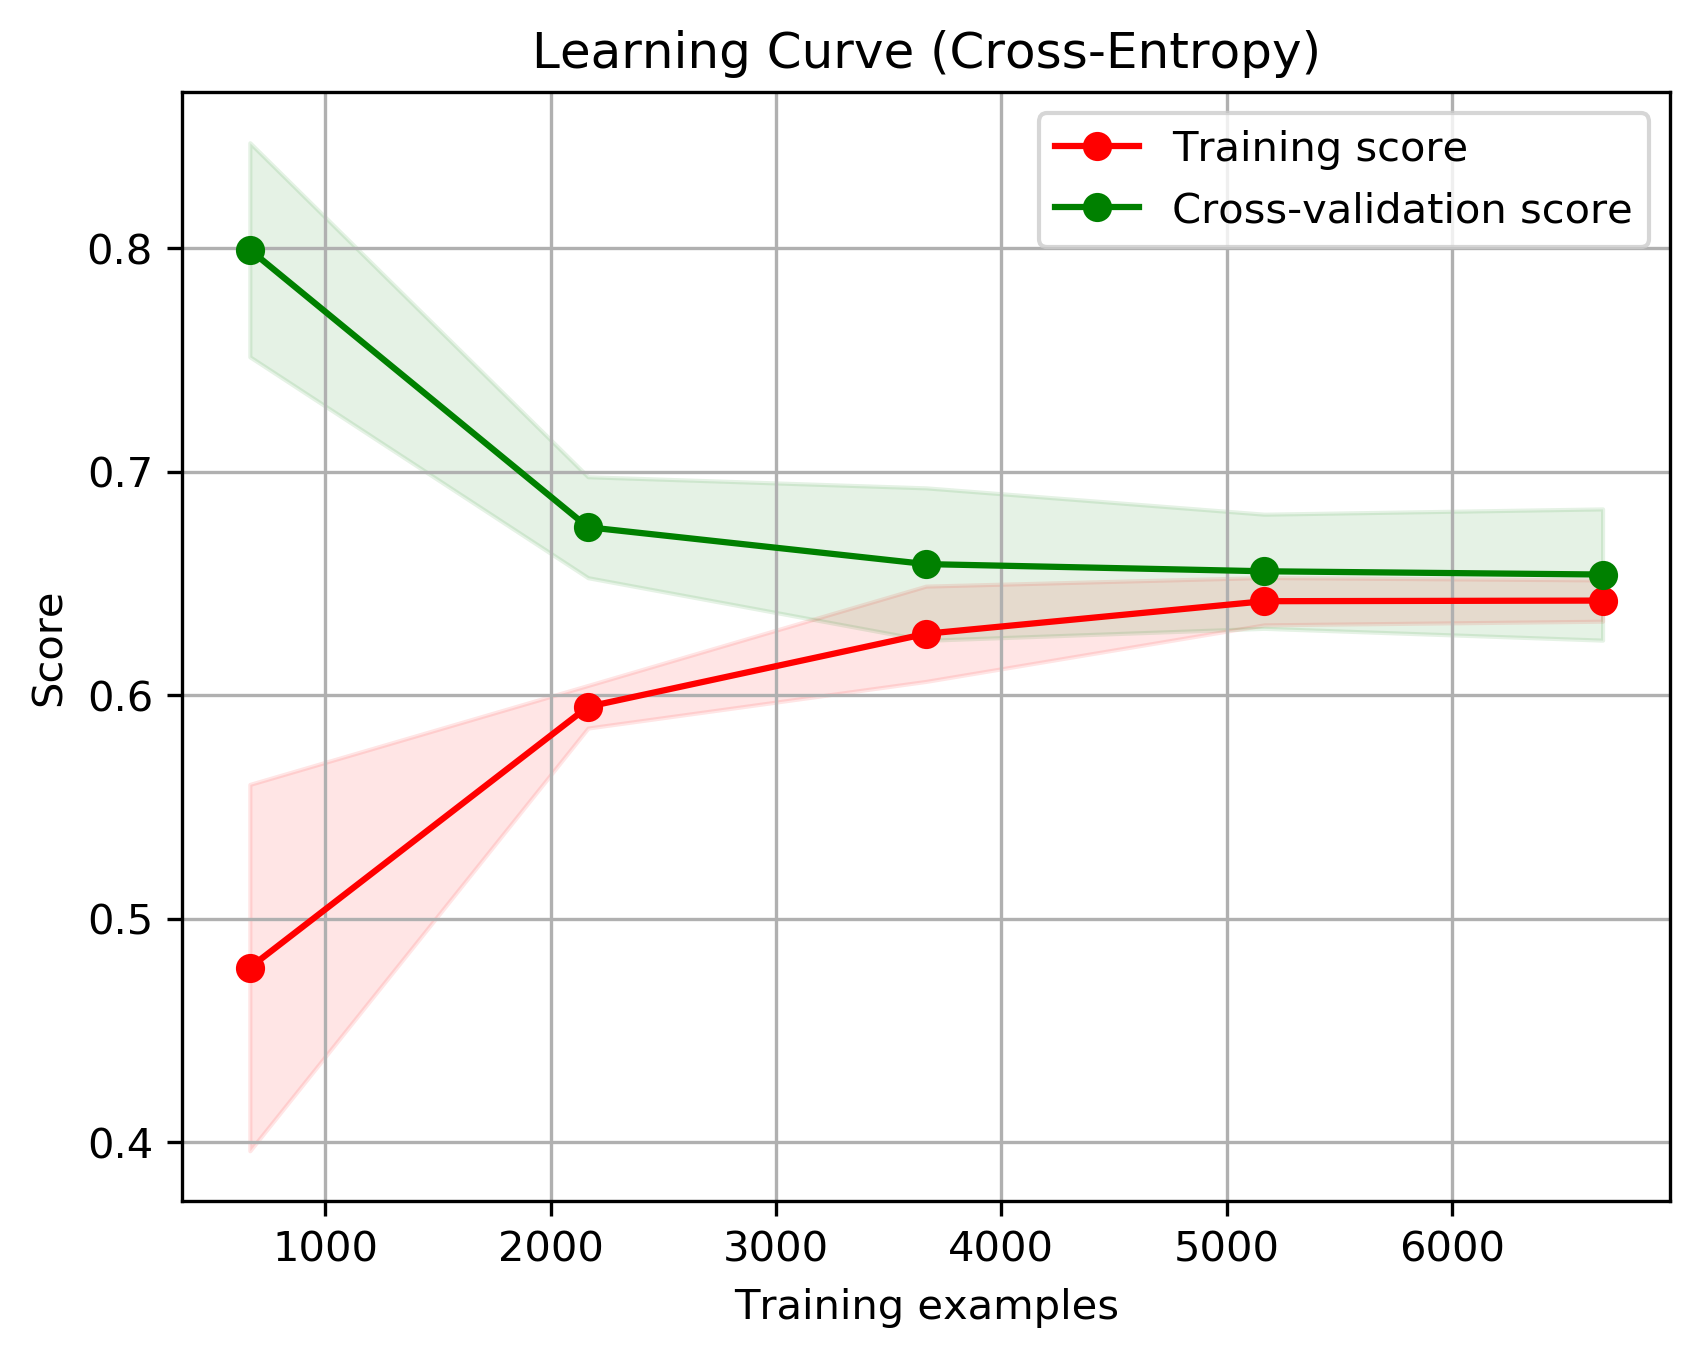 Learning Curve (Cross-Entropy)
Training score
Cross-validation score
0.8
0.7
0.6
0.5
0.4
Score
1000 2000 3000 4000 5000 6000
Training examples